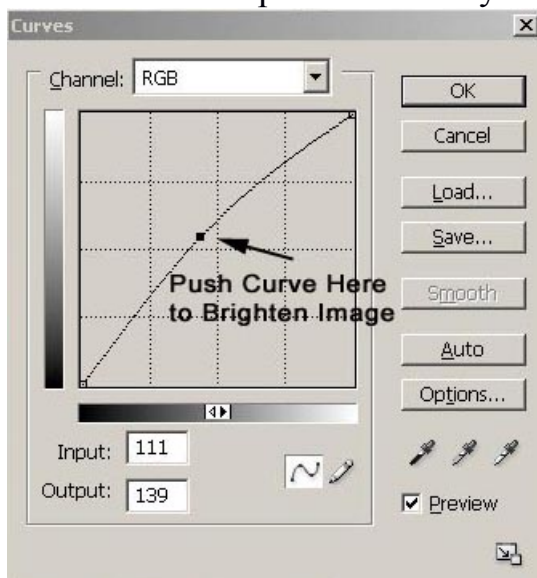 Curves
Channel: RGB
OK
Cancel
Load...
Save...
Push Curve Here
to Brighten Image
Smooth
Auto
Options...
Input: 111
Output: 139
Preview